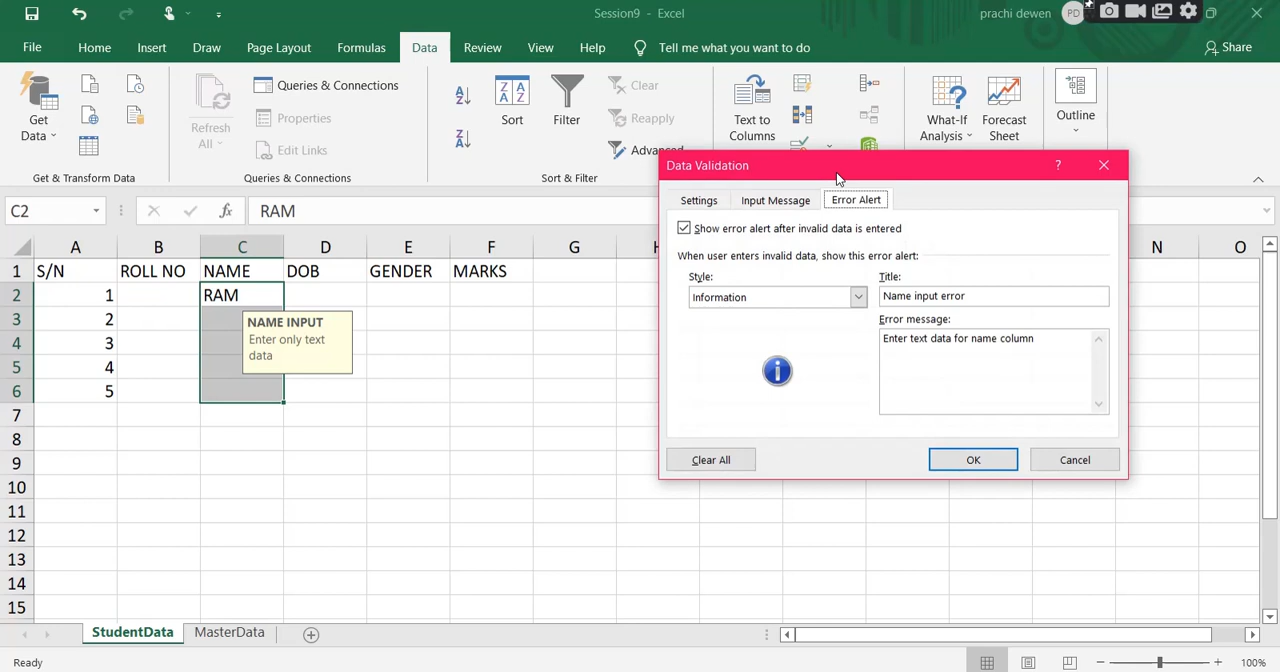 Session9 - Excel
prachi dewen
PD
File
Home
Insert
Draw
Page Layout
Formulas
Data
Review
View
Help
Tell me what you want to do
Share
Get
Data
Refresh
All
Queries & Connections
Properties
Edit Links
Sort
Filter
Clear
Reapply
Advanced
Text to
Columns
What-If
Analysis
Forecast
Sheet
Outline
Get & Transform Data
Queries & Connections
Sort & Filter
C2
fx
RAM
A B C D E F G H N O
1 S/N ROLL NO NAME DOB GENDER MARKS
2 1 RAM
3 2
4 3
5 4
6 5
7
8
9
10
11
12
13
14
15
NAME INPUT
Enter only text
data
Data Validation
?
Settings
Input Message
Error Alert
Show error alert after invalid data is entered
When user enters invalid data, show this error alert:
Style:
Title:
Information
Name input error
Error message:
Enter text data for name column
Clear All
OK
Cancel
StudentData
MasterData
Ready
100%